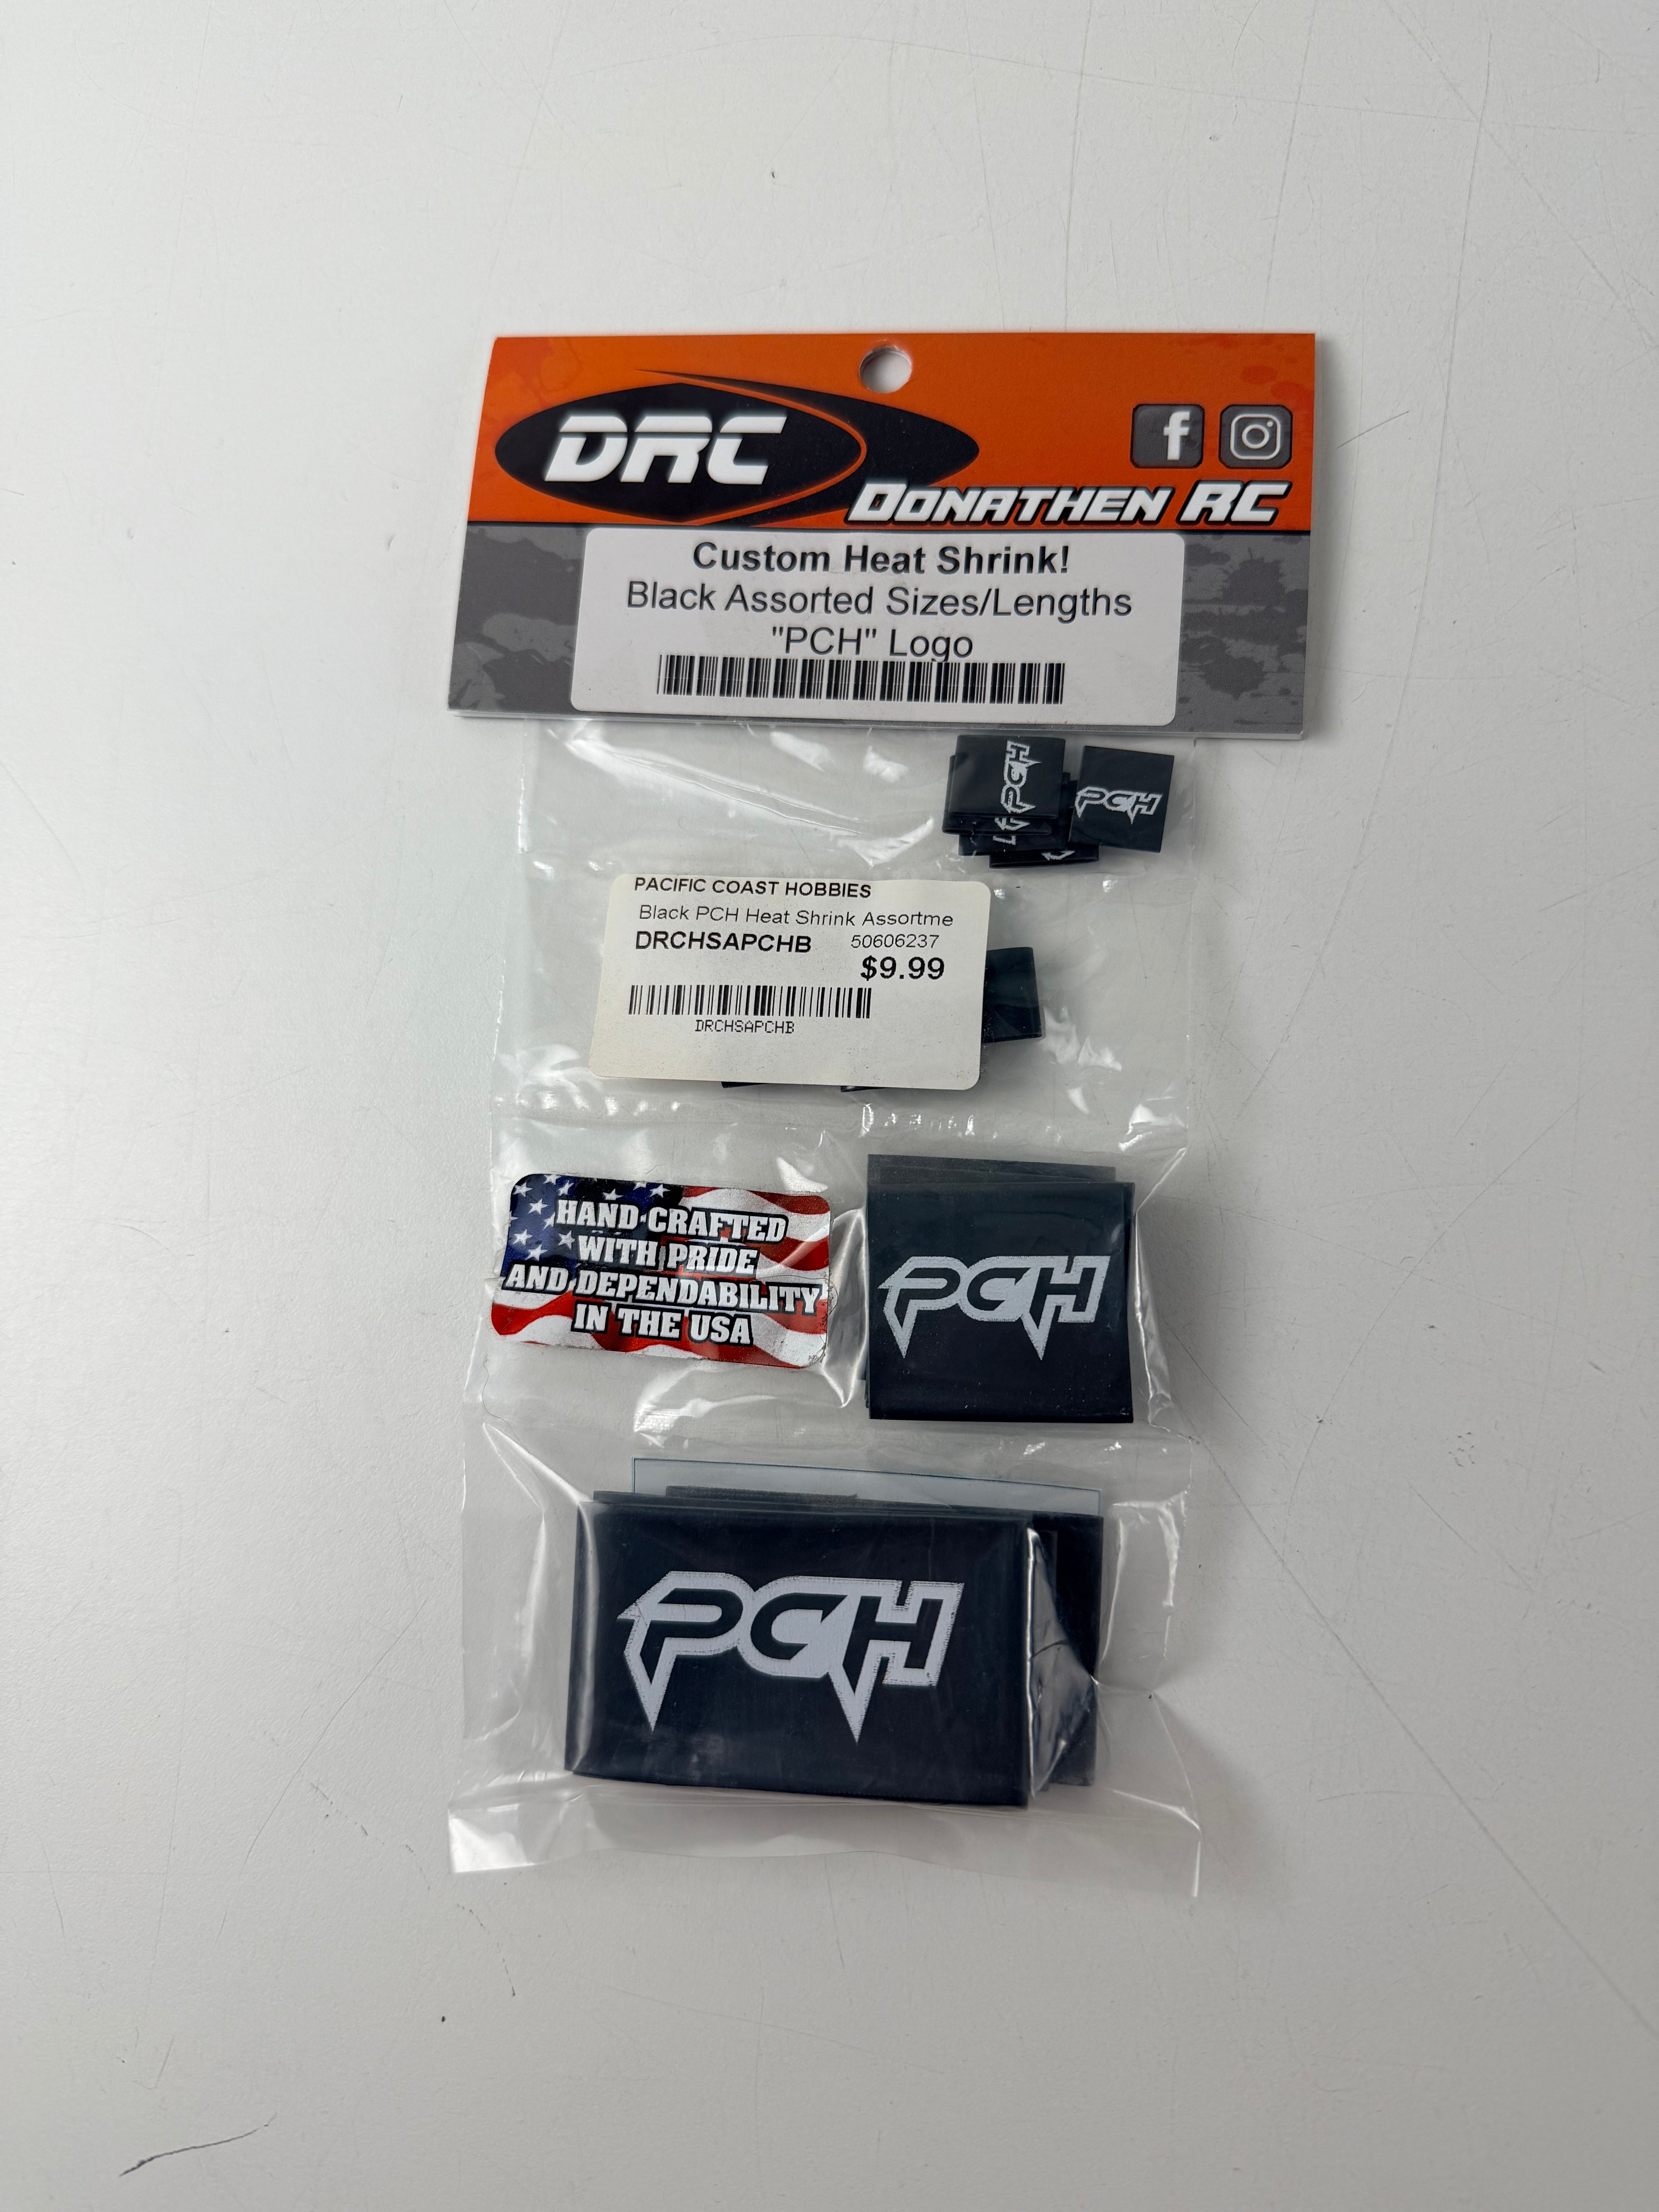 DRC
DONATHEN RC
Custom Heat Shrink!
Black Assorted Sizes/Lengths
"PCH" Logo
PCH
PCH
PACIFIC COAST HOBBIES
Black PCH Heat Shrink Assortme
DRCHSAPCHB 50606237
$9.99
DRCHSAPCHB
HAND CRAFTED
WITH PRIDE
AND DEPENDABILITY
IN THE USA
PCH
PCH